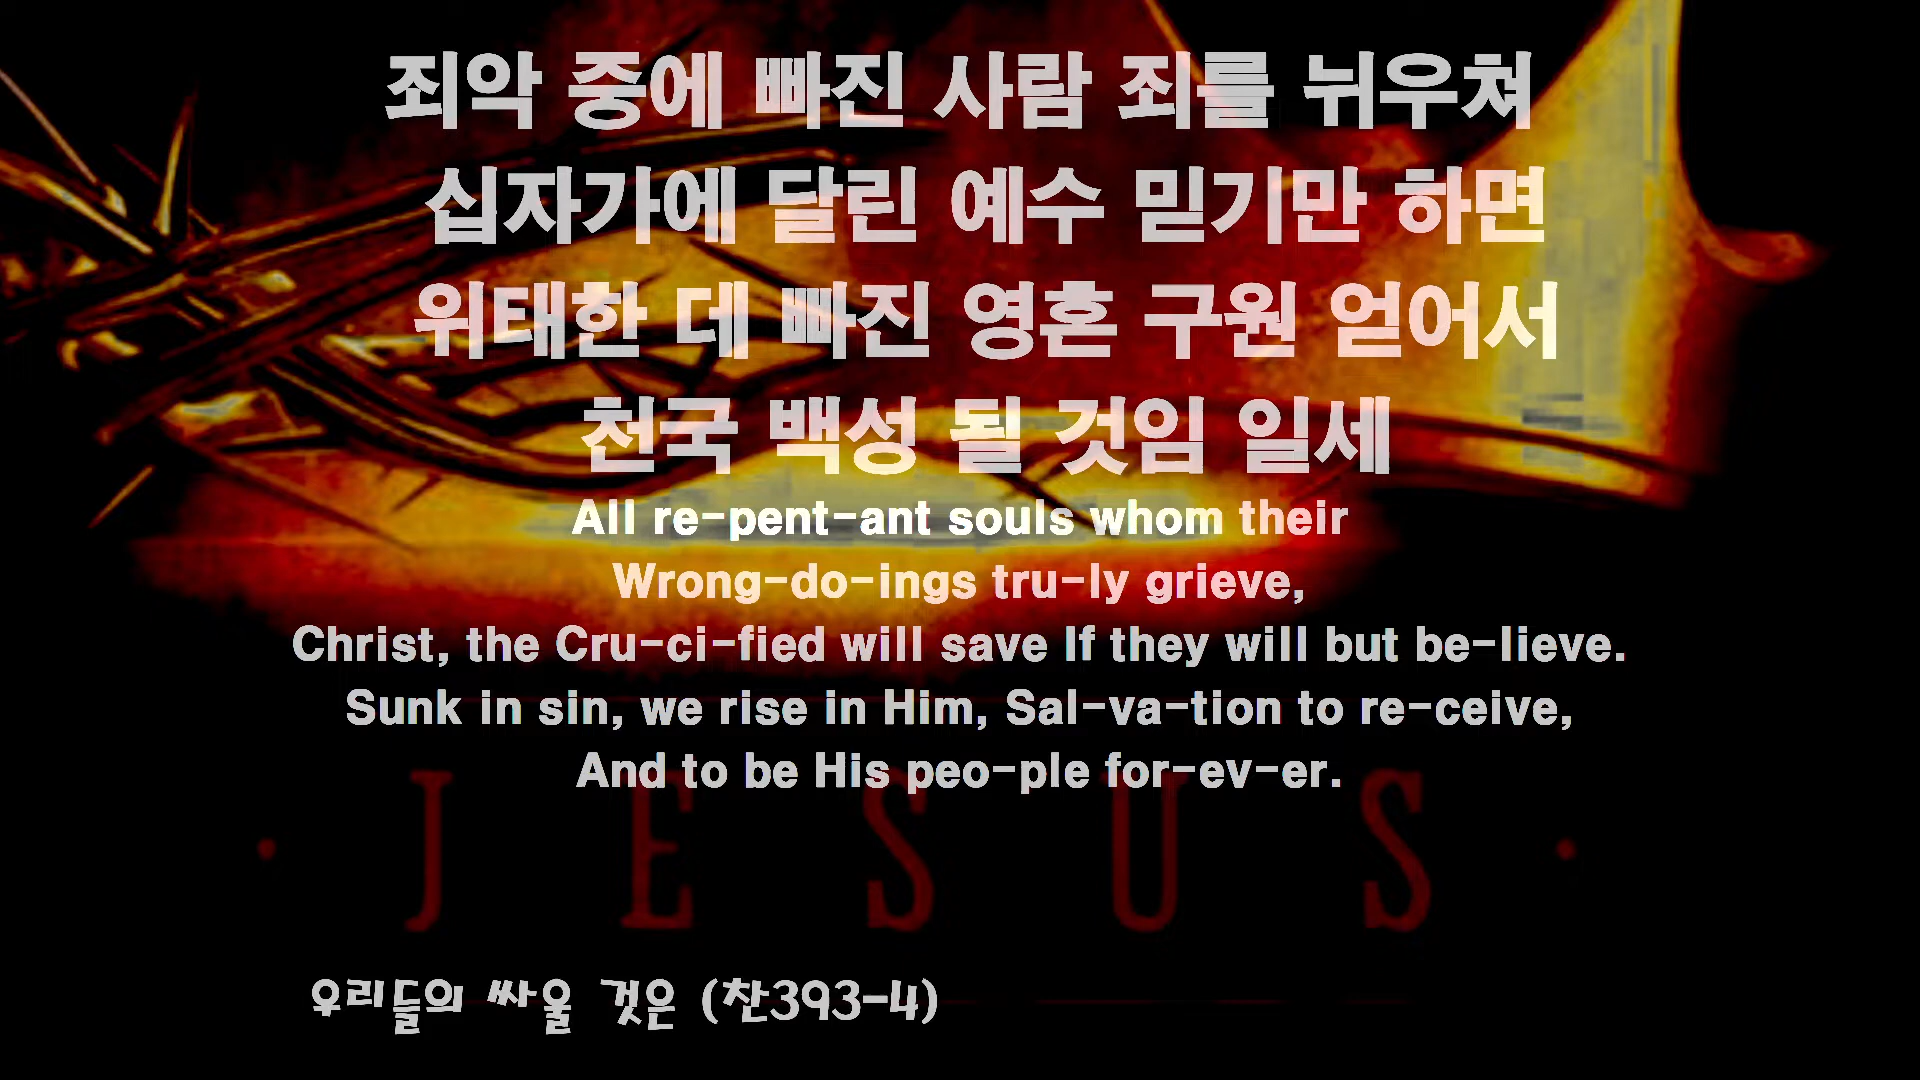 죄악 중에 빠진 사람 죄를 뉘우쳐
십자가에 달린 예수 믿기만 하면
위태한 데 빠진 영혼 구원 얻어서
천국 백성 될 것임 일세
All re-pent-ant souls whom their
Wrong-do-ings tru-ly grieve,
Christ, the Cru-ci-fied will save If they will but be-lieve.
Sunk in sin, we rise in Him, Sal-va-tion to re-ceive,
And to be His peo-ple for-ev-er.
· J E S U S ·
우리들의 싸울 것은 (찬393-4)